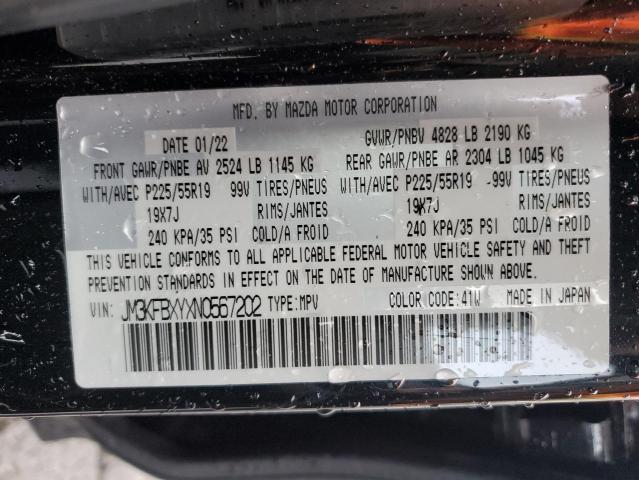 MFD. BY MAZDA MOTOR CORPORATION
DATE 01/22
GVWR/PNBV 4828 LB 2190 KG
FRONT GAWR/PNBE AV 2524 LB 1145 KG
REAR GAWR/PNBE AR 2304 LB 1045 KG
WITH/AVEC P225/55R19 99V TIRES/PNEUS
WITH/AVEC P225/55R19 99V TIRES/PNEUS
19X7J RIMS/JANTES
19X7J RIMS/JANTES
240 KPA/35 PSI COLD/A FROID
240 KPA/35 PSI COLD/A FROID
THIS VEHICLE CONFORMS TO ALL APPLICABLE FEDERAL MOTOR VEHICLE SAFETY AND THEFT
PREVENTION STANDARDS IN EFFECT ON THE DATE OF MANUFACTURE SHOWN ABOVE.
VIN: JM3KFBXYXN0567202 TYPE:MPV COLOR CODE:41W MADE IN JAPAN